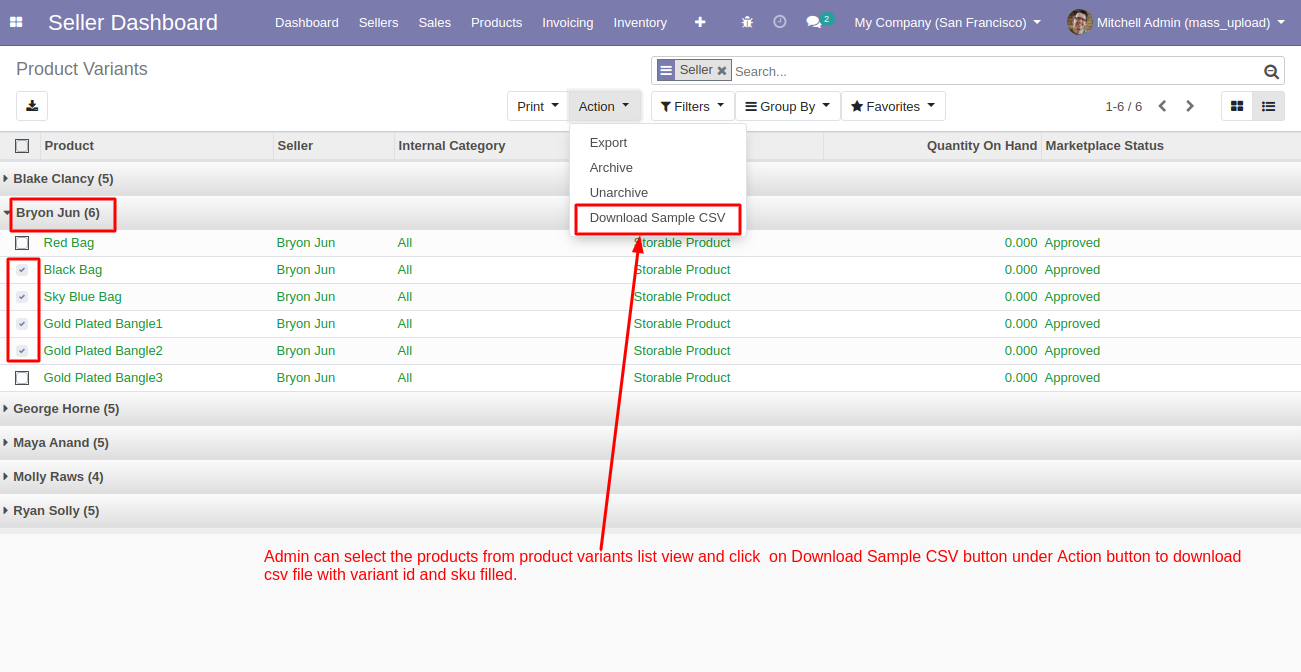 Seller Dashboard Dashboard Sellers Sales Products Invoicing Inventory 2 My Company (San Francisco) Mitchell Admin (mass_upload)
Product Variants Seller Search...
Print Action Filters Group By Favorites 1-6 / 6
Export
Archive
Unarchive
Download Sample CSV
Product Seller Internal Category Quantity On Hand Marketplace Status
Blake Clancy (5)
Bryon Jun (6)
Red Bag Bryon Jun All Storable Product 0.000 Approved
Black Bag Bryon Jun All Storable Product 0.000 Approved
Sky Blue Bag Bryon Jun All Storable Product 0.000 Approved
Gold Plated Bangle1 Bryon Jun All Storable Product 0.000 Approved
Gold Plated Bangle2 Bryon Jun All Storable Product 0.000 Approved
Gold Plated Bangle3 Bryon Jun All Storable Product 0.000 Approved
George Horne (5)
Maya Anand (5)
Molly Raws (4)
Ryan Solly (5)
Admin can select the products from product variants list view and click  on Download Sample CSV button under Action button to download
csv file with variant id and sku filled.